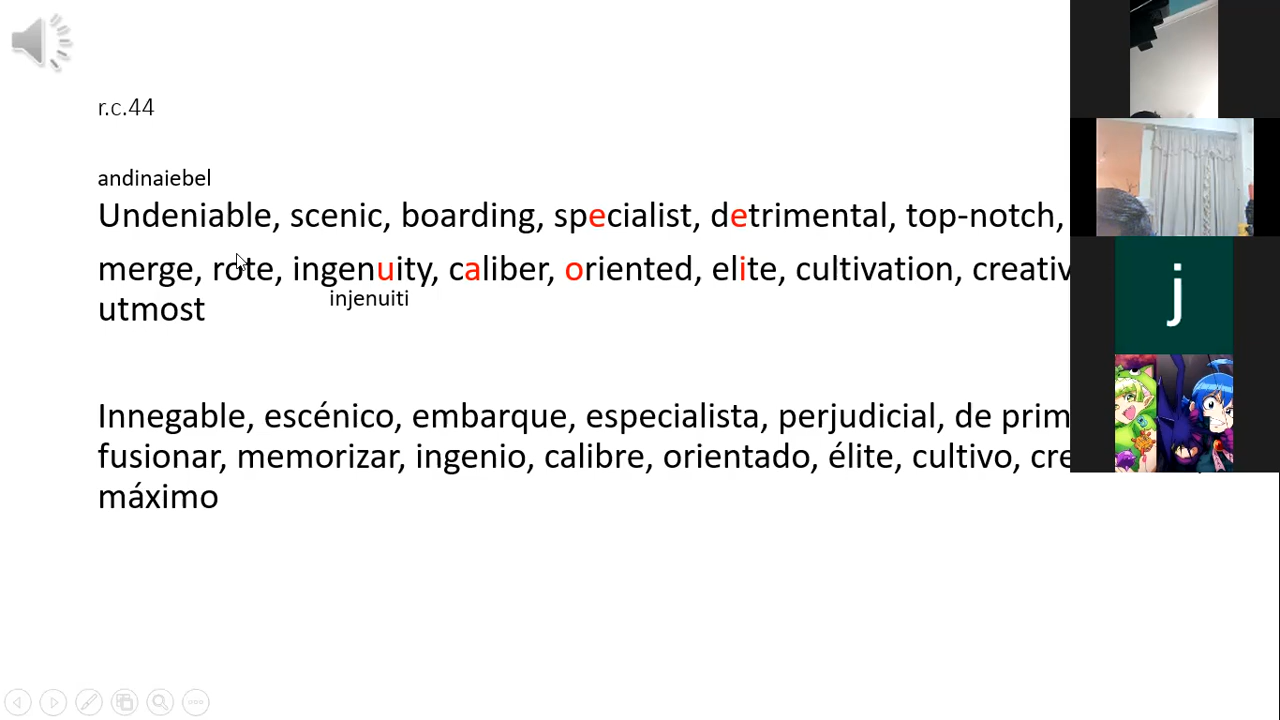 r.c.44
andinaiebel
Undeniable, scenic, boarding, specialist, detrimental, top-notch,
merge, rote, ingenuity, caliber, oriented, elite, cultivation,
injenuiti
utmost
Innegable, escénico, embarque, especialista, perjudicial, de
fusionar, memorizar, ingenio, calibre, orientado, élite, cultivo,
máximo
j